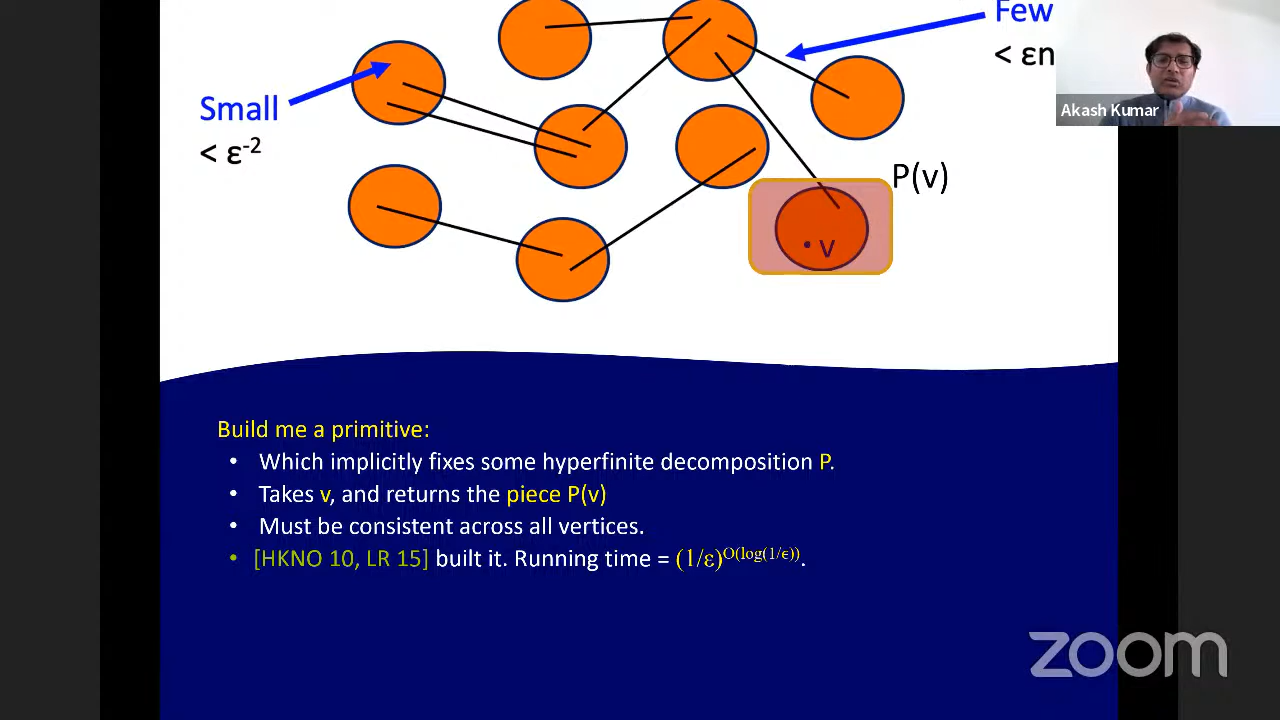 Few
< εn
Akash Kumar
Small
< ε-2
P(v)
• v
Build me a primitive:
• Which implicitly fixes some hyperfinite decomposition P.
• Takes v, and returns the piece P(v)
• Must be consistent across all vertices.
• [HKNO 10, LR 15] built it. Running time = (1/ε)O(log(1/ϵ)).
zoom